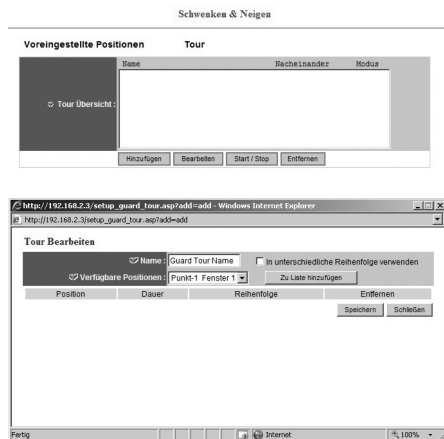 Schwenken & Neigen
Voreingestellte Positionen Tour
Name Nacheinander Modus
Tour Übersicht :
Hinzufügen Bearbeiten Start / Stop Entfernen
http://192.168.2.3/setup_guard_tour.asp?add=add - Windows Internet Explorer
http://192.168.2.3/setup_guard_tour.asp?add=add
Tour Bearbeiten
Name : Guard Tour Name In unterschiedliche Reihenfolge verwenden
Verfügbare Positionen : Punkt-1 Fenster 1 Zu Liste hinzufügen
Position Dauer Reihenfolge Entfernen
Speichern Schließen
Fertig Internet 100%